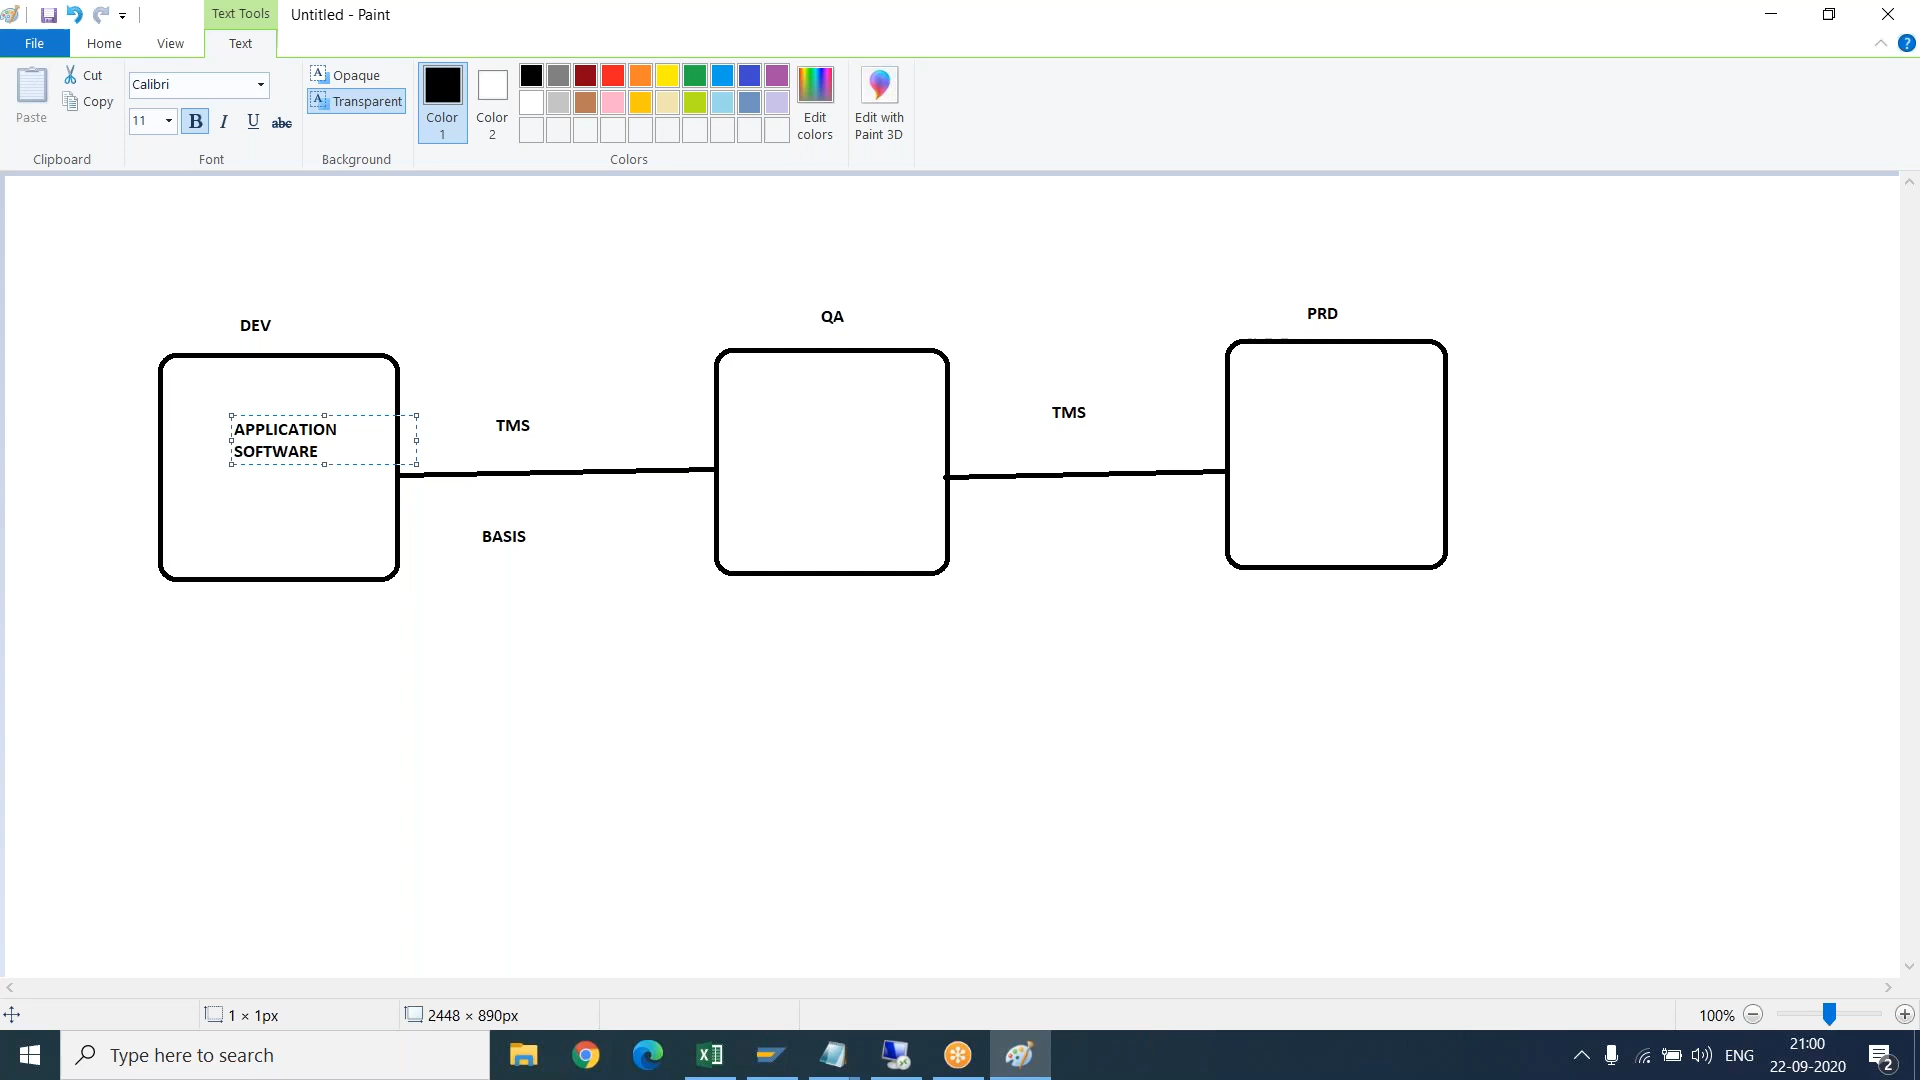 Text Tools
Untitled - Paint
File
Home
View
Text
Paste
Cut
Copy
Clipboard
Calibri
11
B I U abc
Font
Opaque
Transparent
Background
Color
1
Color
2
Edit
colors
Colors
Edit with
Paint 3D
DEV
QA
PRD
APPLICATION
SOFTWARE
TMS
TMS
BASIS
1 × 1px
2448 × 890px
100%
Type here to search
ENG
21:00
22-09-2020
2